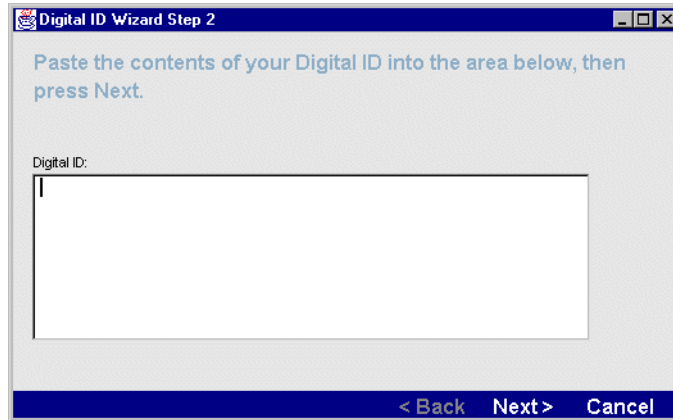 Digital ID Wizard Step 2
Paste the contents of your Digital ID into the area below, then
press Next.
Digital ID:
< Back Next > Cancel